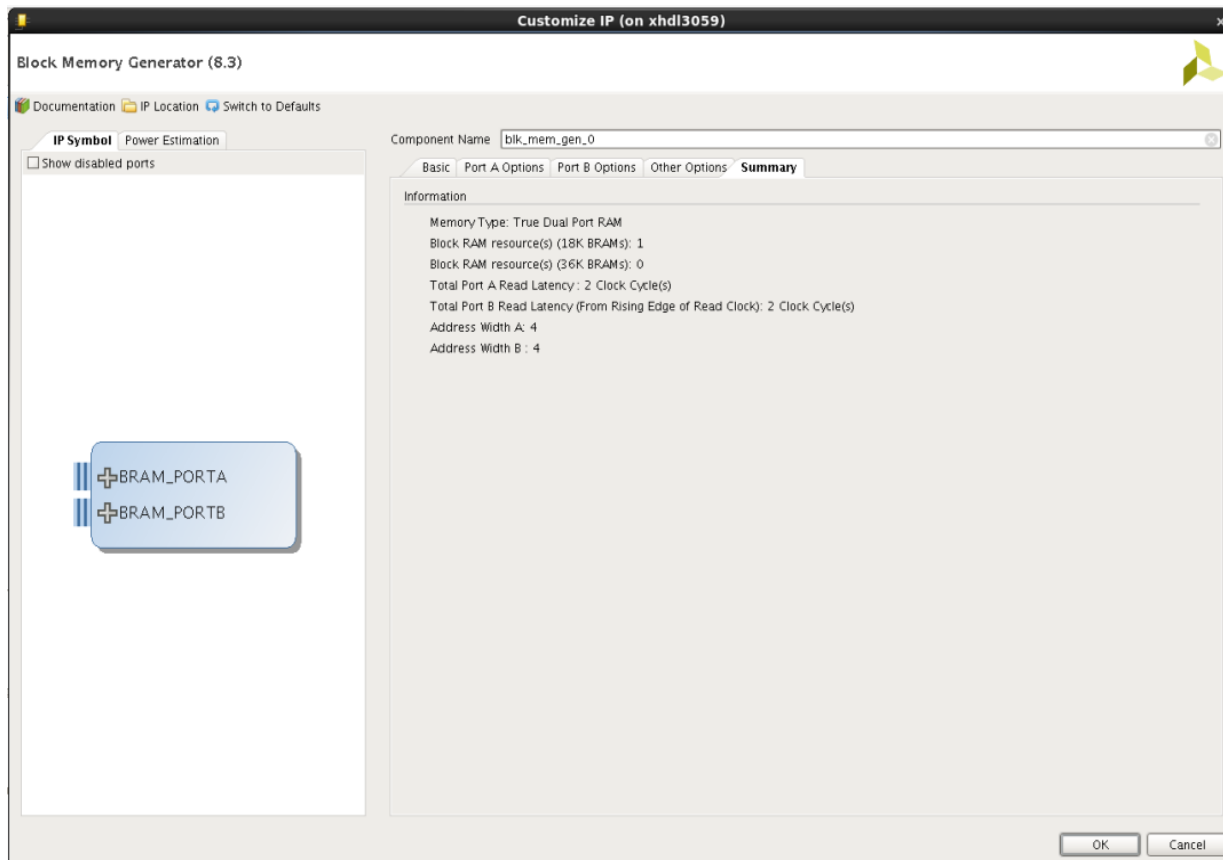 Customize IP (on xhdl3059)
Block Memory Generator (8.3)
Documentation IP Location Switch to Defaults
IP Symbol Power Estimation
Show disabled ports
BRAM_PORTA
BRAM_PORTB
Component Name blk_mem_gen_0
Basic Port A Options Port B Options Other Options Summary
Information
Memory Type: True Dual Port RAM
Block RAM resource(s) (18K BRAMs): 1
Block RAM resource(s) (36K BRAMs): 0
Total Port A Read Latency : 2 Clock Cycle(s)
Total Port B Read Latency (From Rising Edge of Read Clock): 2 Clock Cycle(s)
Address Width A: 4
Address Width B : 4
OK Cancel